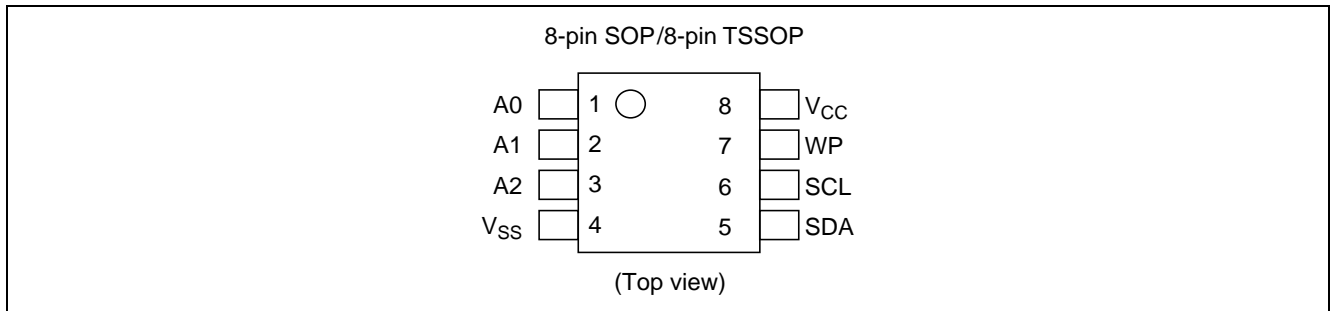 8-pin SOP/8-pin TSSOP
A0 1 8 VCC
A1 2 7 WP
A2 3 6 SCL
VSS 4 5 SDA
(Top view)